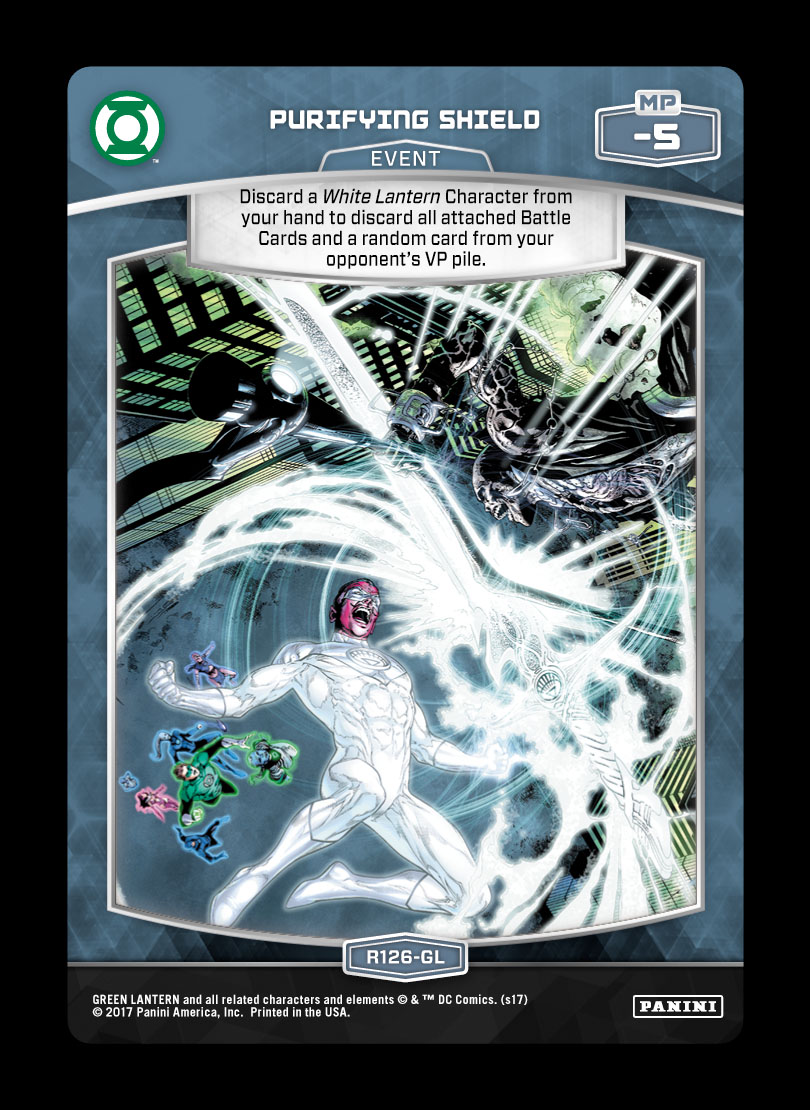 PURIFYING SHIELD
MP
-5
EVENT
Discard a White Lantern Character from
your hand to discard all attached Battle
Cards and a random card from your
opponent's VP pile.
R126-GL
GREEN LANTERN and all related characters and elements © & ™ DC Comics. (s17)
© 2017 Panini America, Inc. Printed in the USA.
PANINI